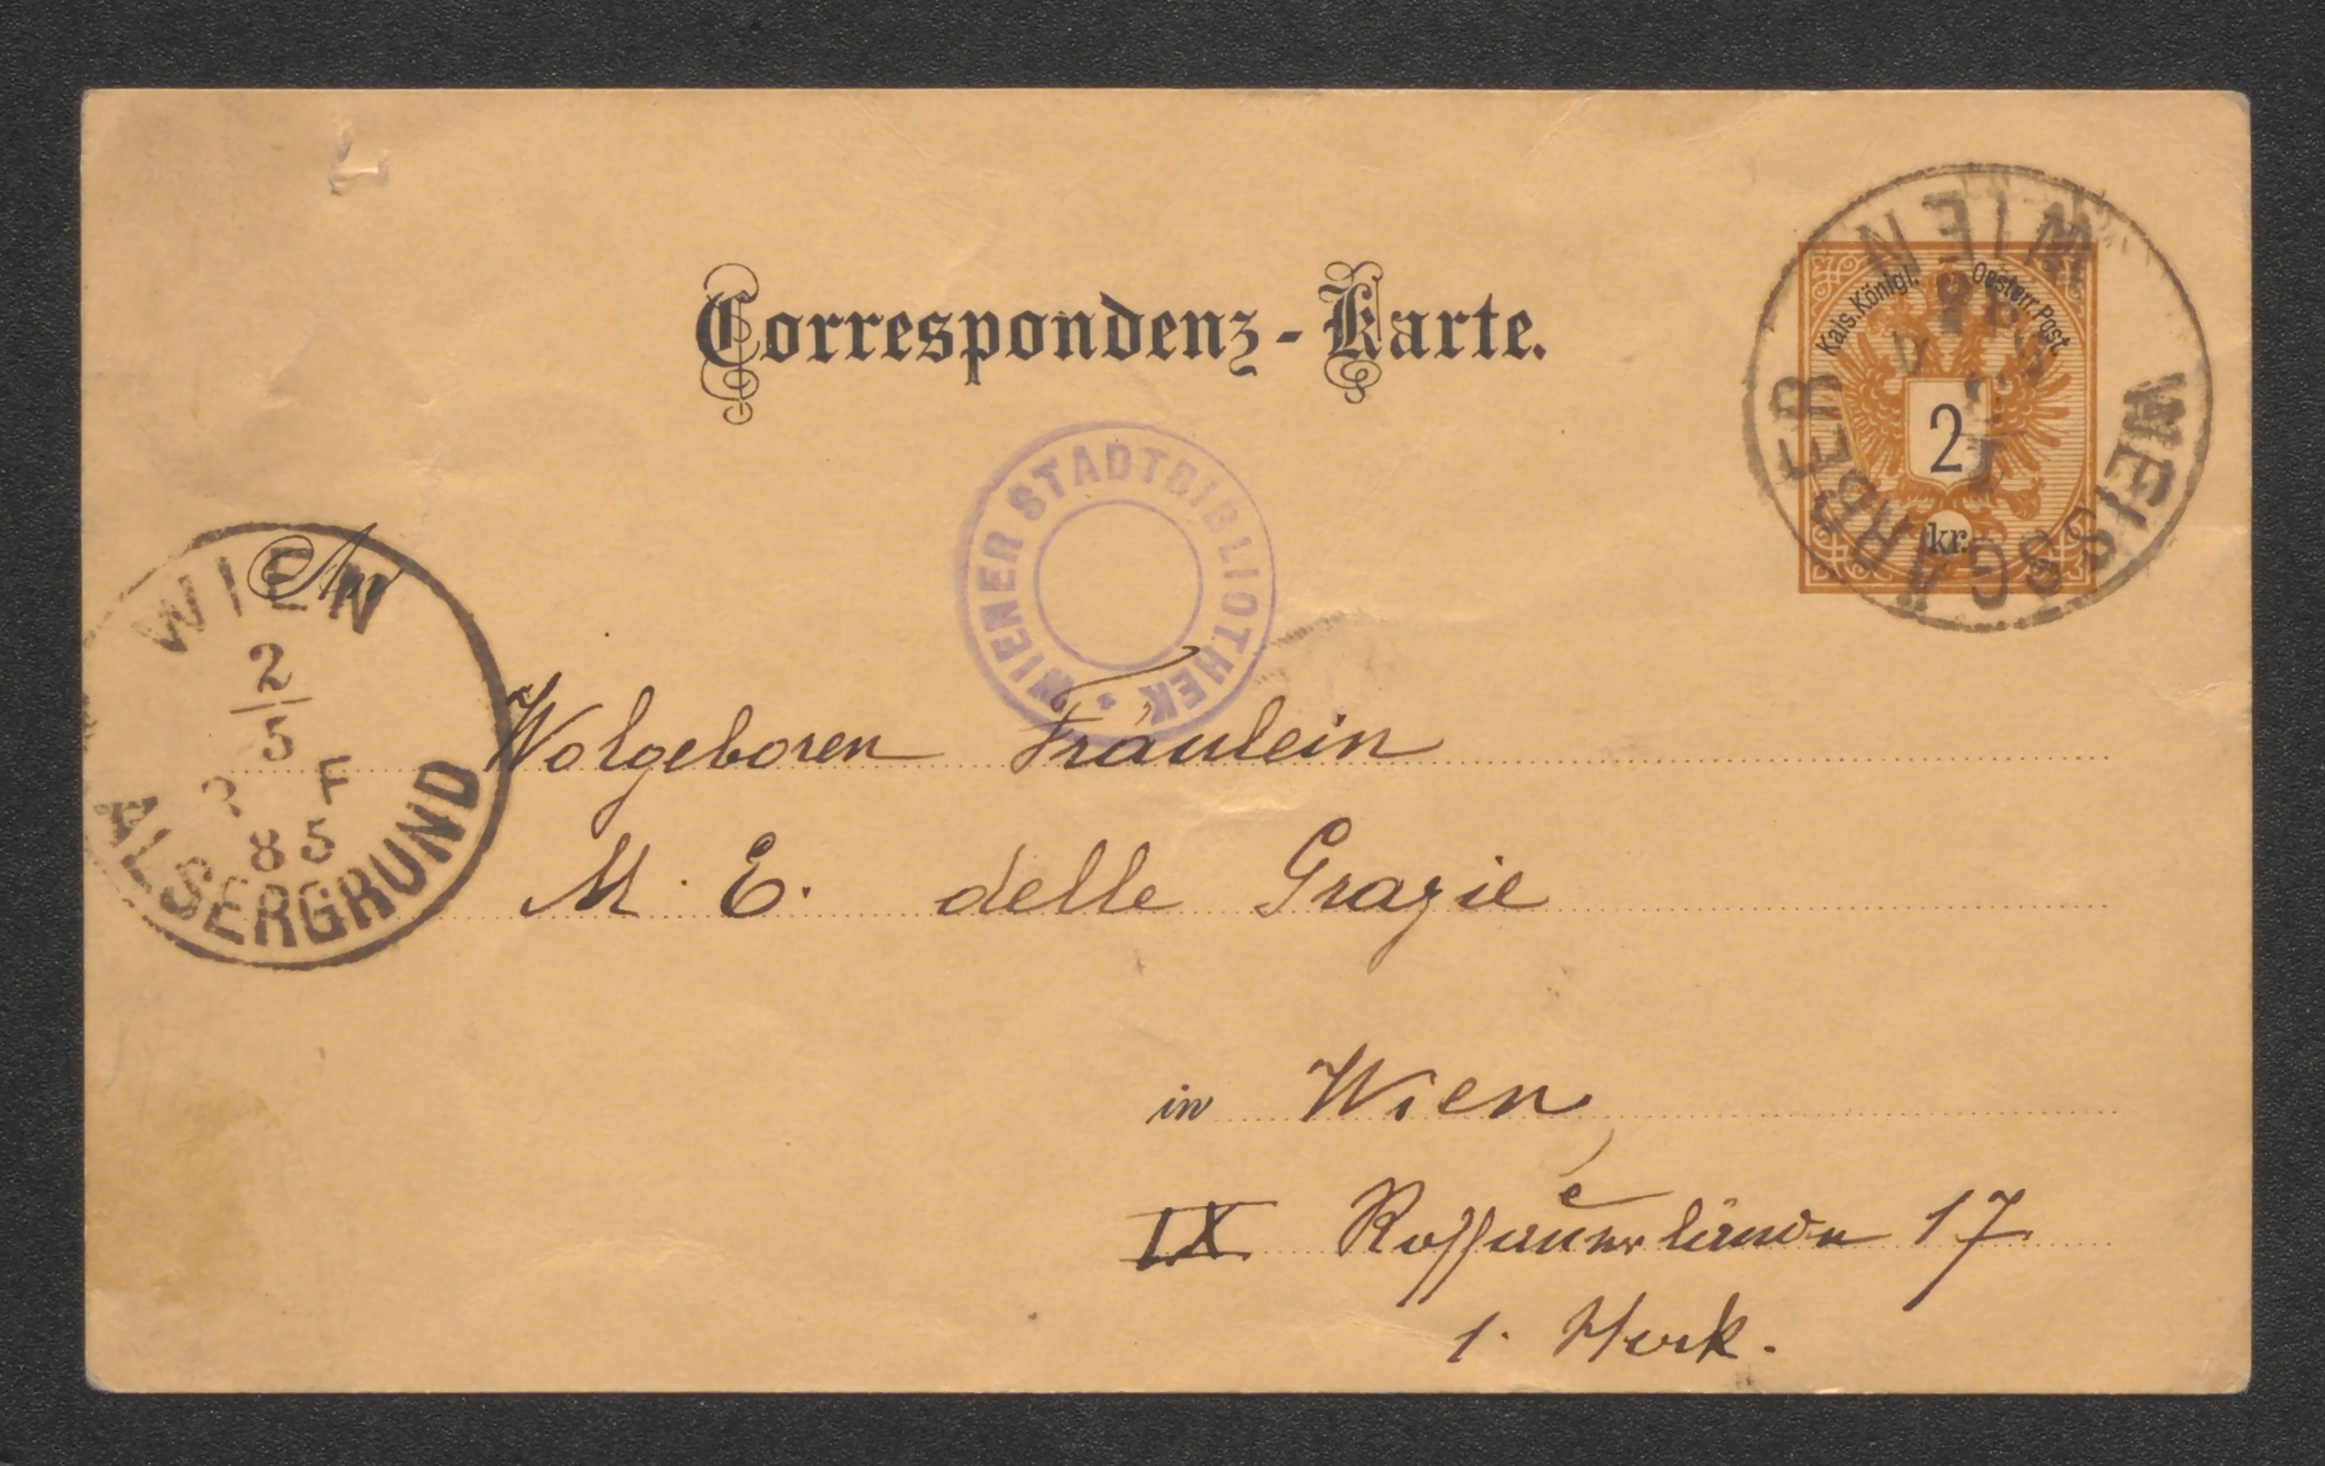 Correspondenz-Karte.
Kais. Königl. Oesterr. Post.
2
kr.
WIEN
WEISSGÄRBER
WIENER STADTBIBLIOTHEK
An
WIEN
2
5
F
85
ALSERGRUND
Wolgeboren Fräulein
M. E. delle Grazie
in Wien,
IX Rossauerlände 17
1. Stock.